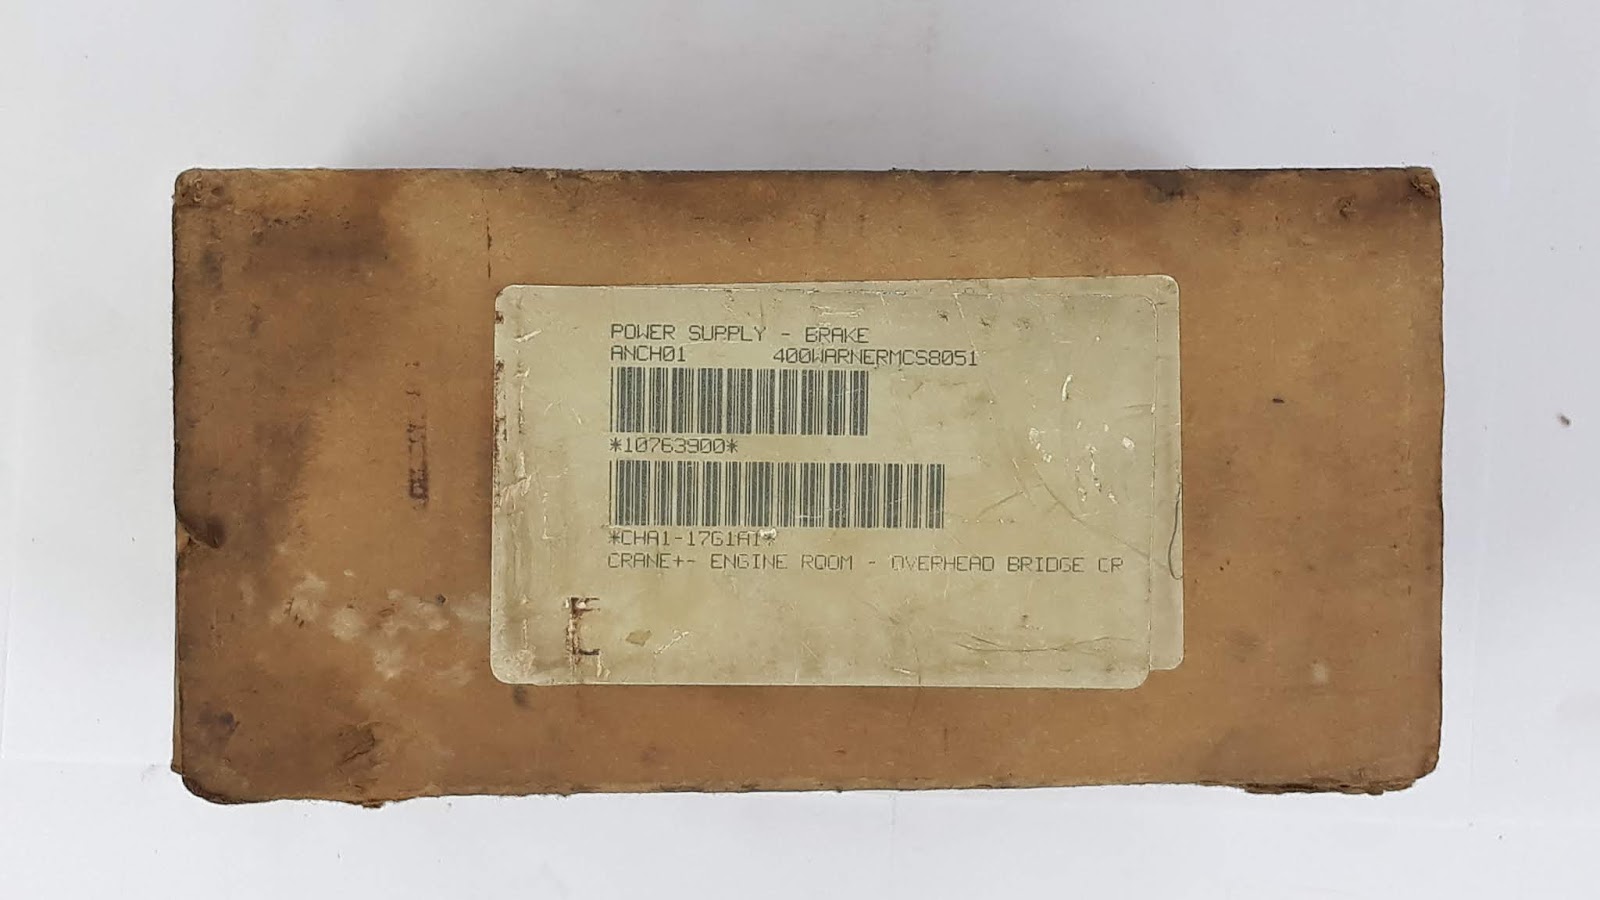 POWER SUPPLY - BRAKE
ANCH01 400WARNERMCS8051
*10763900*
*CHA1-17G1A1*
CRANE+- ENGINE ROOM - OVERHEAD BRIDGE CR